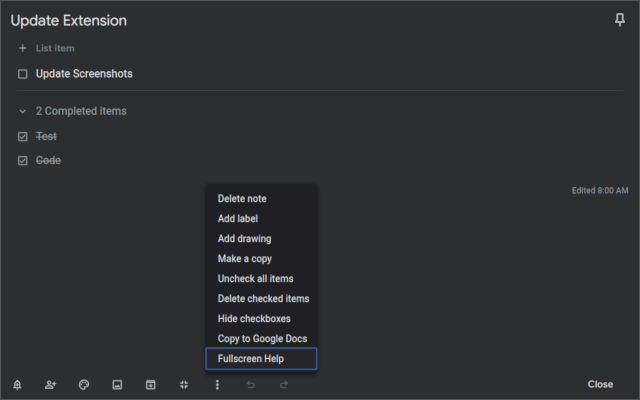 Update Extension
List item
Update Screenshots
2 Completed items
Test
Code
Edited 8:00 AM
Delete note
Add label
Add drawing
Make a copy
Uncheck all items
Delete checked items
Hide checkboxes
Copy to Google Docs
Fullscreen Help
Close